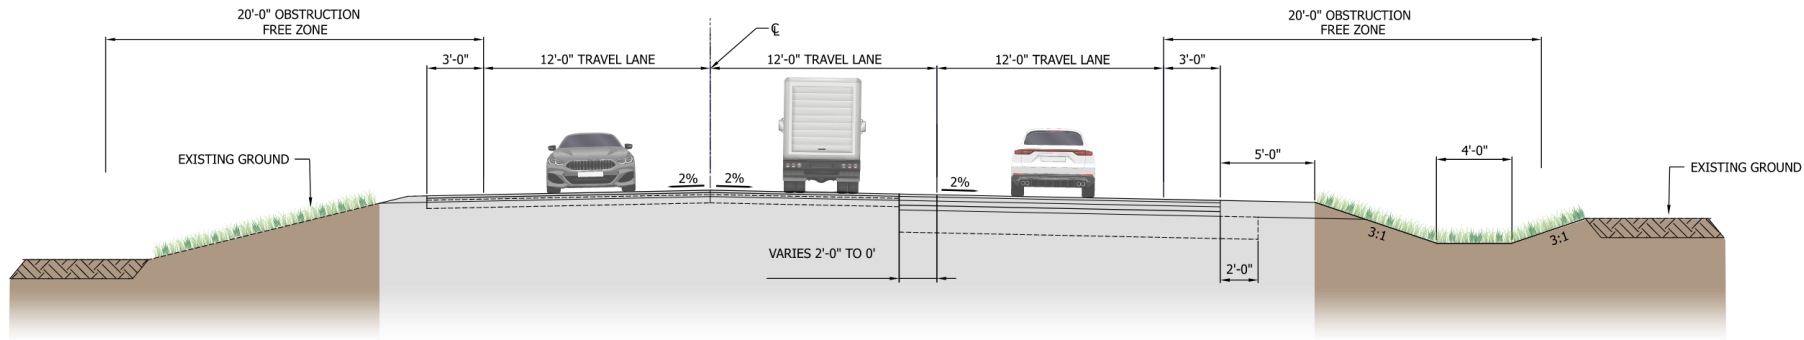 20'-0" OBSTRUCTION
FREE ZONE
20'-0" OBSTRUCTION
FREE ZONE
℄
3'-0"
12'-0" TRAVEL LANE
12'-0" TRAVEL LANE
12'-0" TRAVEL LANE
3'-0"
EXISTING GROUND
5'-0"
4'-0"
EXISTING GROUND
2%
2%
2%
3:1
3:1
VARIES 2'-0" TO 0'
2'-0"